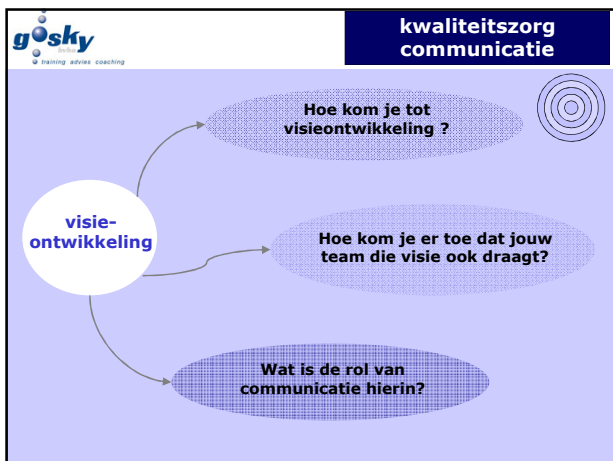 gosky
training advies coaching
kwaliteitszorg
communicatie
Hoe kom je tot
visieontwikkeling ?
visie-
ontwikkeling
Hoe kom je er toe dat jouw
team die visie ook draagt?
Wat is de rol van
communicatie hierin?